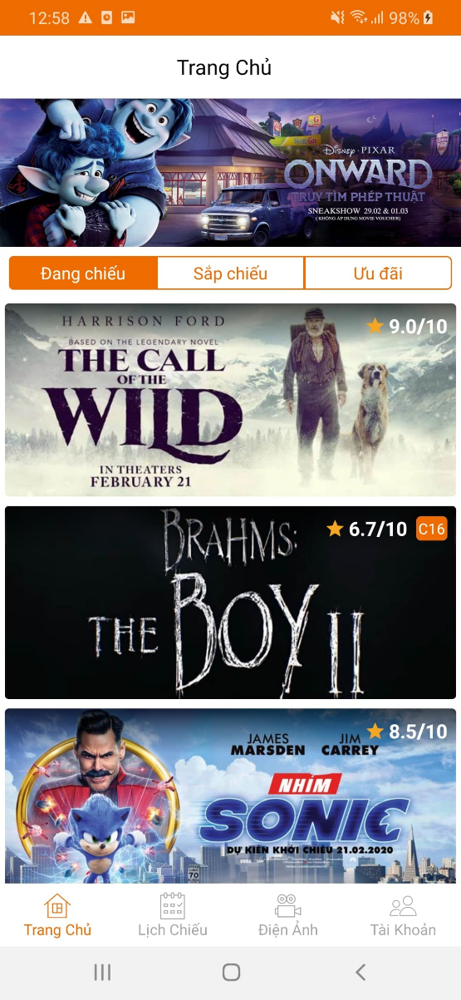 12:58
98%
Trang Chủ
Disney · PIXAR
ONWARD
TRUY TÌM PHÉP THUẬT
SNEAKSHOW 29.02 & 01.03
( KHÔNG ÁP DỤNG MOVIE VOUCHER)
Đang chiếu
Sắp chiếu
Ưu đãi
HARRISON FORD
9.0/10
BASED ON THE LEGENDARY NOVEL
THE CALL
OF THE
WILD
IN THEATERS
FEBRUARY 21
BRAHMS:
6.7/10 C16
THE BOY II
JAMES
MARSDEN
JIM
CARREY
8.5/10
NHÍM
SONIC
DỰ KIẾN KHỞI CHIẾU 21.02.2020
70
Trang Chủ
Lịch Chiếu
Điện Ảnh
Tài Khoản